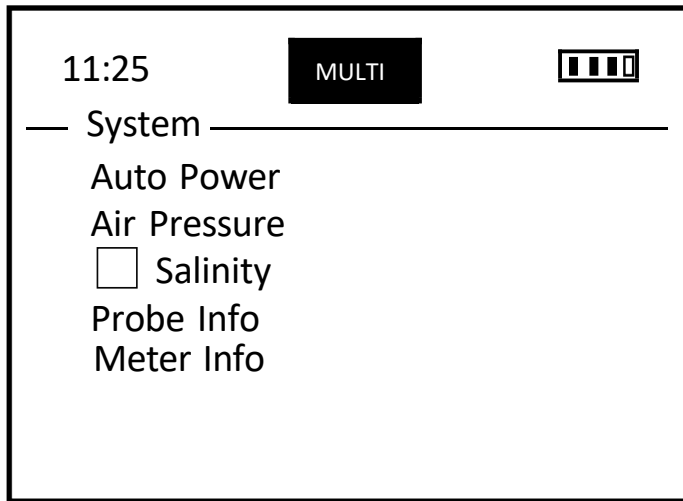 11:25 MULTI
System
Auto Power
Air Pressure
Salinity
Probe Info
Meter Info